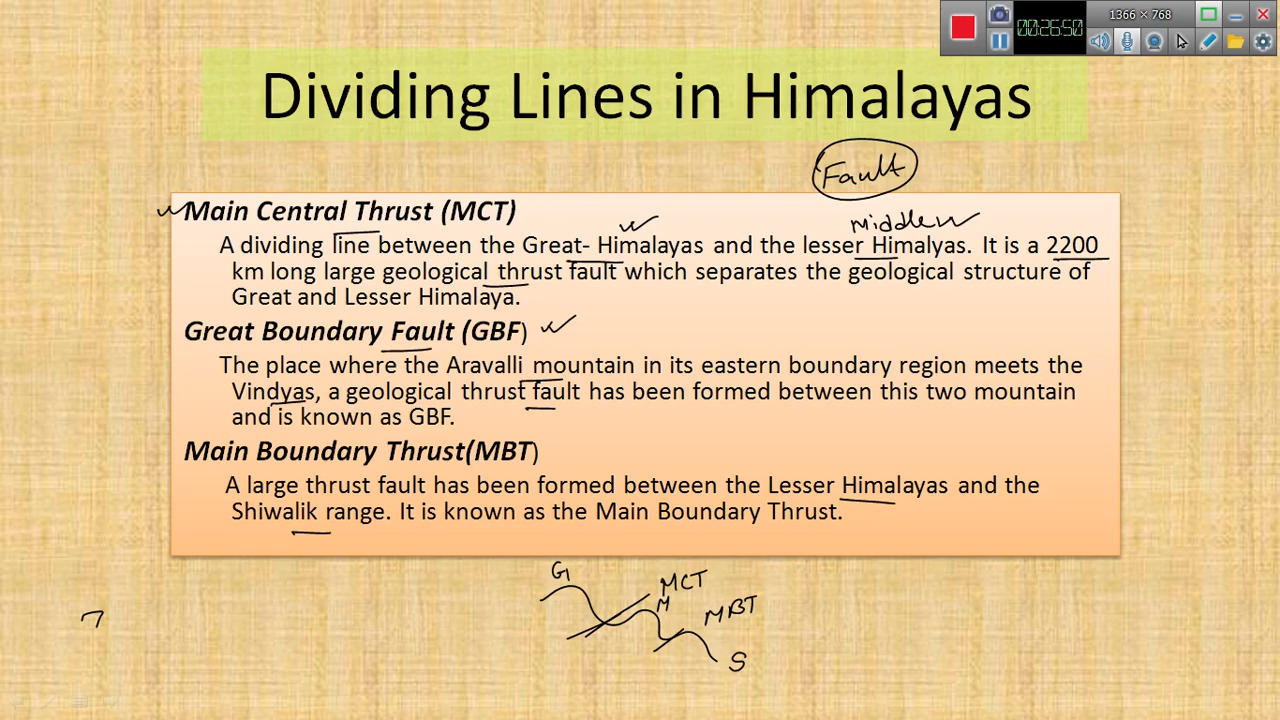 1366 × 768
00:26:50
Dividing Lines in Himalayas
Fault
Main Central Thrust (MCT)
Middle
A dividing line between the Great- Himalayas and the lesser Himalyas. It is a 2200
km long large geological thrust fault which separates the geological structure of
Great and Lesser Himalaya.
Great Boundary Fault (GBF)
The place where the Aravalli mountain in its eastern boundary region meets the
Vindyas, a geological thrust fault has been formed between this two mountain
and is known as GBF.
Main Boundary Thrust(MBT)
A large thrust fault has been formed between the Lesser Himalayas and the
Shiwalik range. It is known as the Main Boundary Thrust.
G
MCT
M
MBT
S